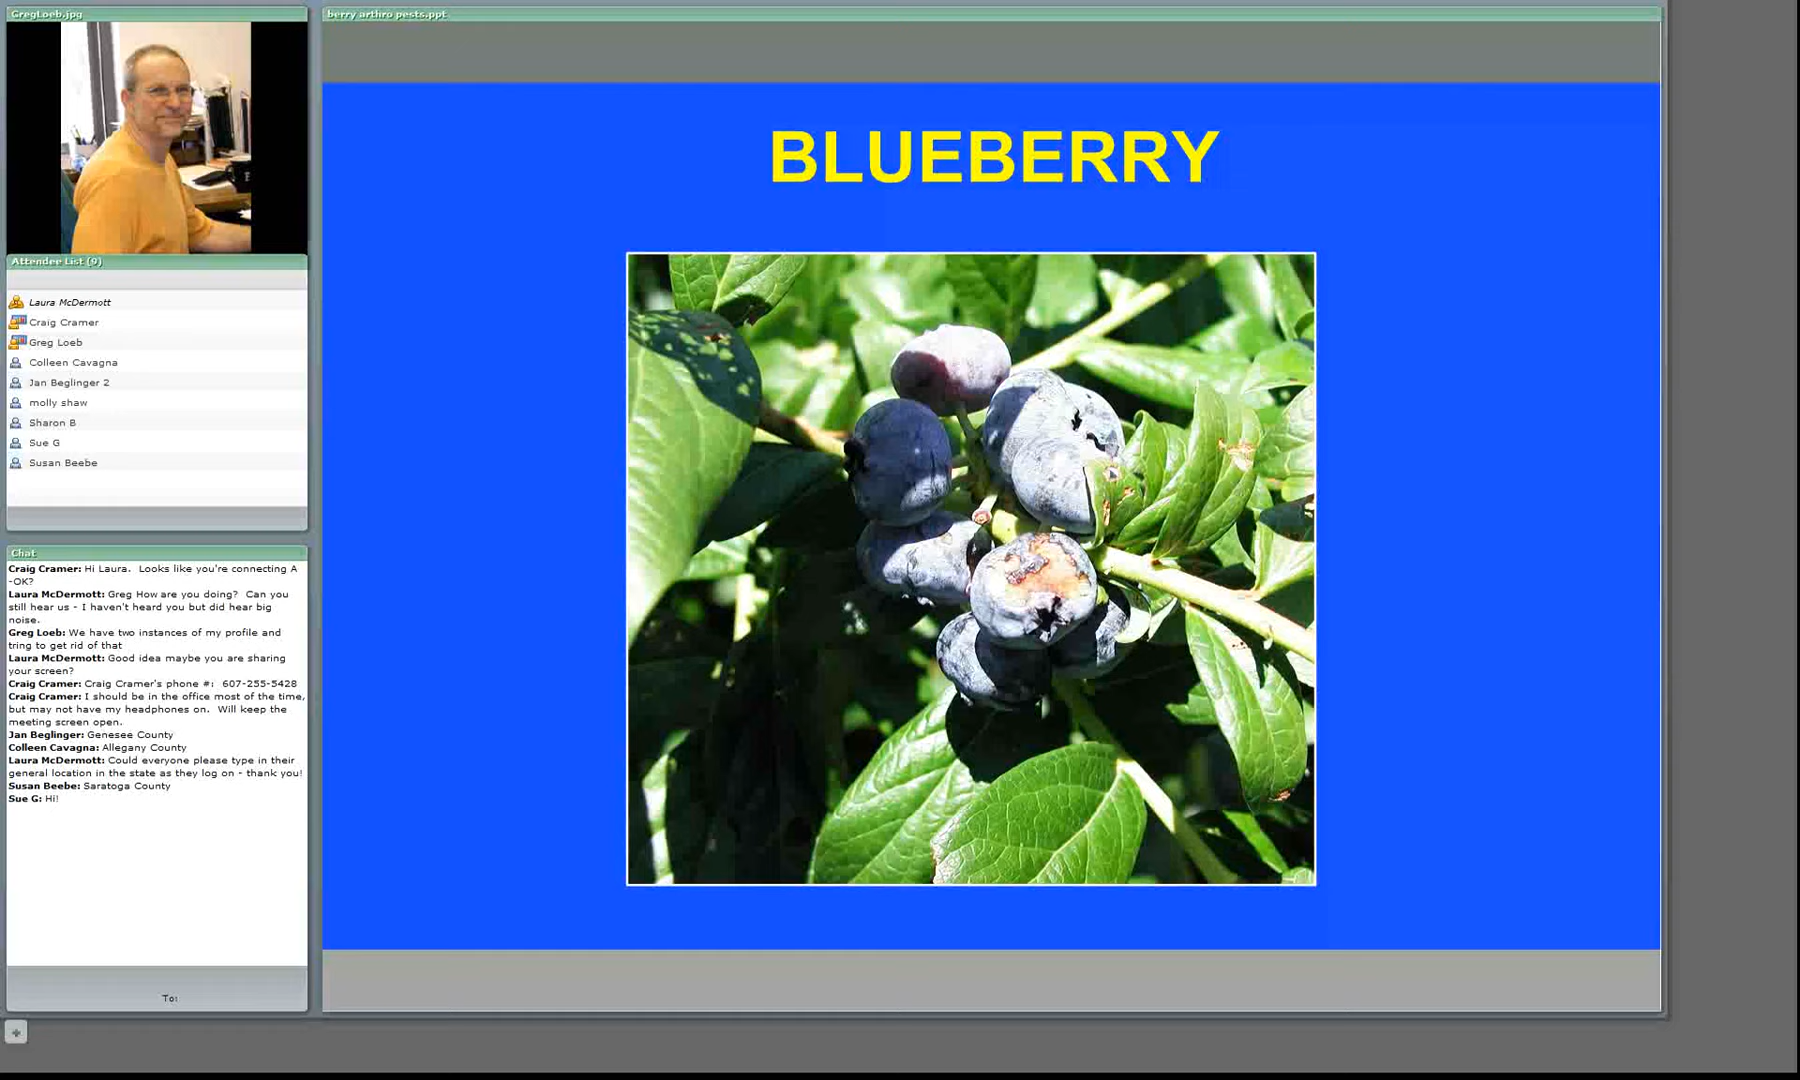 GregLoeb.jpg
berry arthro pests.ppt
BLUEBERRY
Attendee List (9)
Laura McDermott
Craig Cramer
Greg Loeb
Colleen Cavagna
Jan Beglinger 2
molly shaw
Sharon B
Sue G
Susan Beebe
Chat
Craig Cramer: Hi Laura. Looks like you're connecting A
-OK?
Laura McDermott: Greg How are you doing? Can you
still hear us - I haven't heard you but did hear big
noise.
Greg Loeb: We have two instances of my profile and
tring to get rid of that
Laura McDermott: Good idea maybe you are sharing
your screen?
Craig Cramer: Craig Cramer's phone #: 607-255-5428
Craig Cramer: I should be in the office most of the time,
but may not have my headphones on. Will keep the
meeting screen open.
Jan Beglinger: Genesee County
Colleen Cavagna: Allegany County
Laura McDermott: Could everyone please type in their
general location in the state as they log on - thank you!
Susan Beebe: Saratoga County
Sue G: Hi!
To: